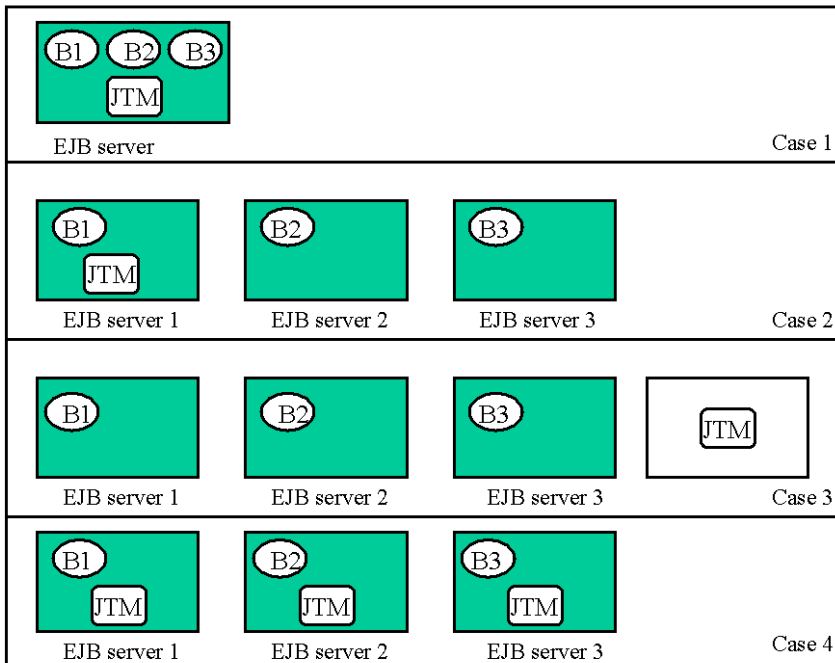 B1 B2 B3
JTM
EJB server
Case 1
B1 B2 B3
JTM
EJB server 1 EJB server 2 EJB server 3
Case 2
B1 B2 B3
JTM
EJB server 1 EJB server 2 EJB server 3
Case 3
B1 B2 B3
JTM JTM JTM
EJB server 1 EJB server 2 EJB server 3
Case 4